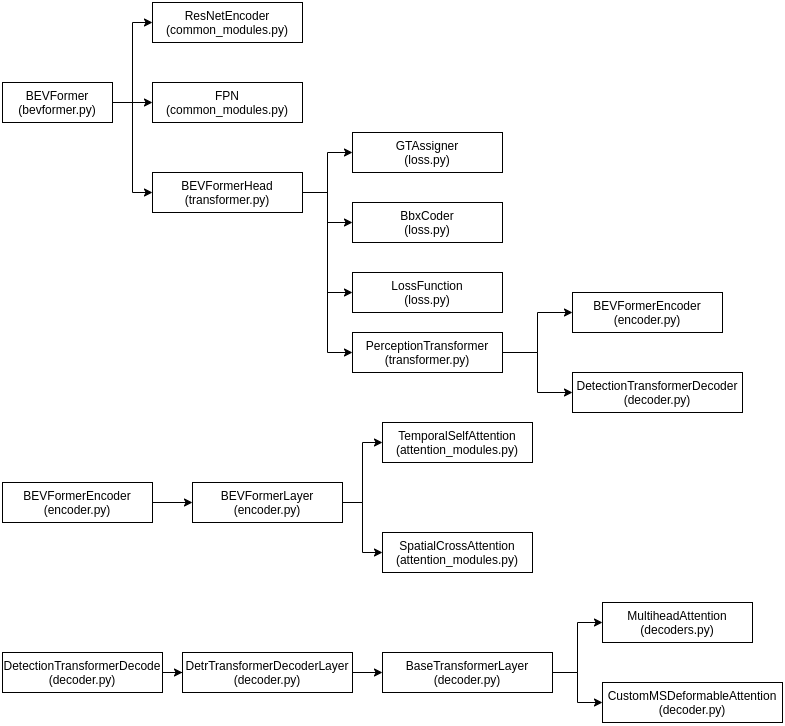 ResNetEncoder
(common_modules.py)
BEVFormer
(bevformer.py)
FPN
(common_modules.py)
BEVFormerHead
(transformer.py)
GTAssigner
(loss.py)
BbxCoder
(loss.py)
LossFunction
(loss.py)
PerceptionTransformer
(transformer.py)
BEVFormerEncoder
(encoder.py)
DetectionTransformerDecoder
(decoder.py)
BEVFormerEncoder
(encoder.py)
BEVFormerLayer
(encoder.py)
TemporalSelfAttention
(attention_modules.py)
SpatialCrossAttention
(attention_modules.py)
DetectionTransformerDecode
(decoder.py)
DetrTransformerDecoderLayer
(decoder.py)
BaseTransformerLayer
(decoder.py)
MultiheadAttention
(decoders.py)
CustomMSDeformableAttention
(decoder.py)